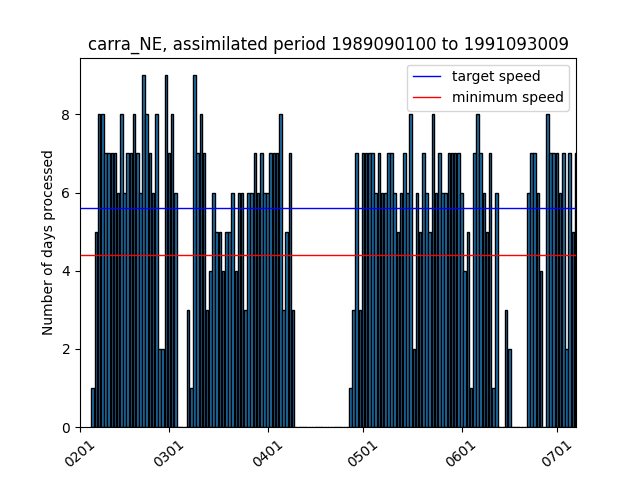 carra_NE, assimilated period 1989090100 to 1991093009
target speed
minimum speed
Number of days processed
8
6
4
2
0
0201
0301
0401
0501
0601
0701